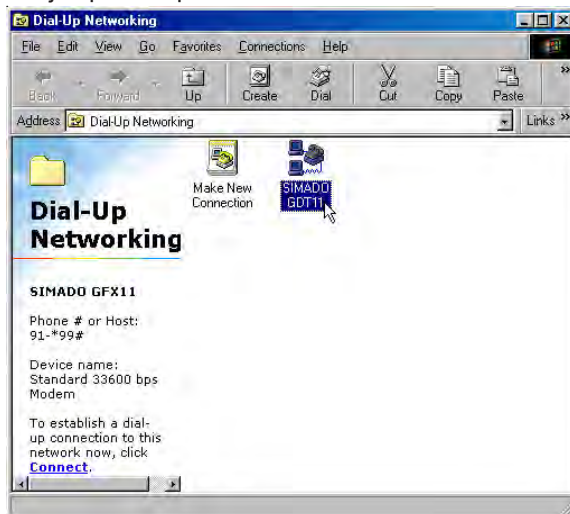 Dial-Up Networking
File Edit View Go Favorites Connections Help
Back Forward Up Create Dial Cut Copy Paste »
Address Dial-Up Networking Links »
Make New
Connection
SIMADO
GDT11
Dial-Up
Networking
SIMADO GFX11
Phone # or Host:
91-*99#
Device name:
Standard 33600 bps
Modem
To establish a dial-
up connection to this
network now, click
Connect.